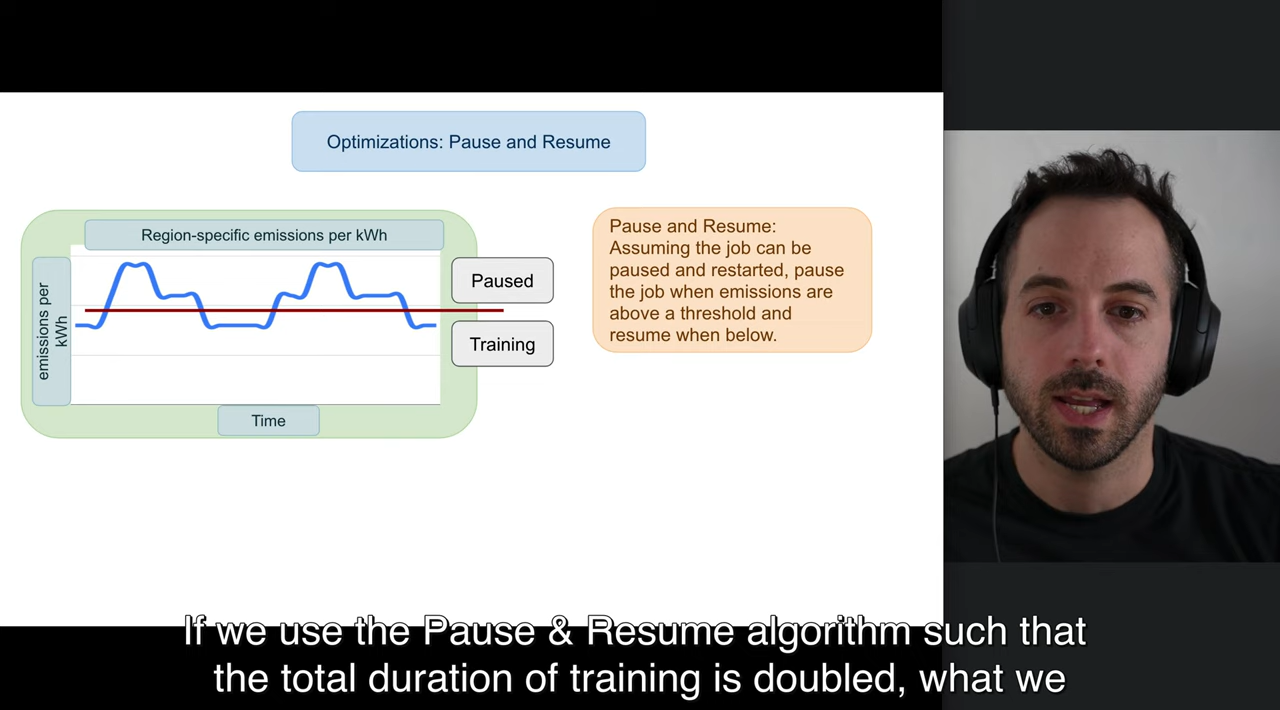 Optimizations: Pause and Resume
Region-specific emissions per kWh
emissions per
kWh
Paused
Training
Time
Pause and Resume:
Assuming the job can be
paused and restarted, pause
the job when emissions are
above a threshold and
resume when below.
If we use the Pause & Resume algorithm such that
the total duration of training is doubled, what we